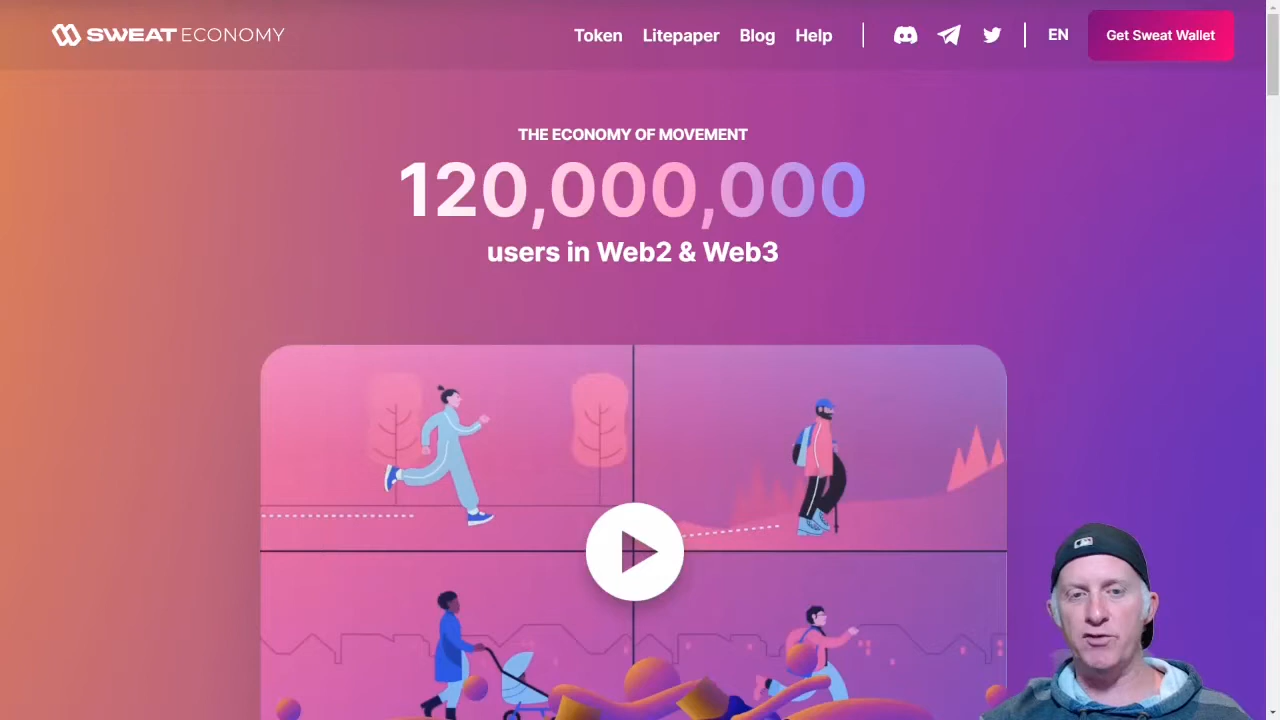 SWEAT ECONOMY
Token Litepaper Blog Help EN Get Sweat Wallet
THE ECONOMY OF MOVEMENT
120,000,000
users in Web2 & Web3